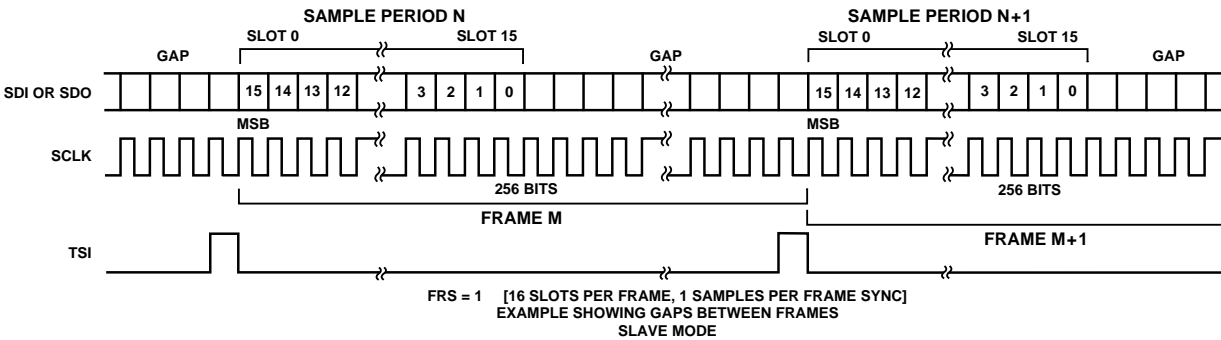 SAMPLE PERIOD N SAMPLE PERIOD N+1
SLOT 0 SLOT 15 SLOT 0 SLOT 15
GAP GAP GAP
SDI OR SDO 15 14 13 12 3 2 1 0 15 14 13 12 3 2 1 0
MSB MSB
SCLK
256 BITS 256 BITS
FRAME M
FRAME M+1
TSI
FRS = 1 [16 SLOTS PER FRAME, 1 SAMPLES PER FRAME SYNC]
EXAMPLE SHOWING GAPS BETWEEN FRAMES
SLAVE MODE